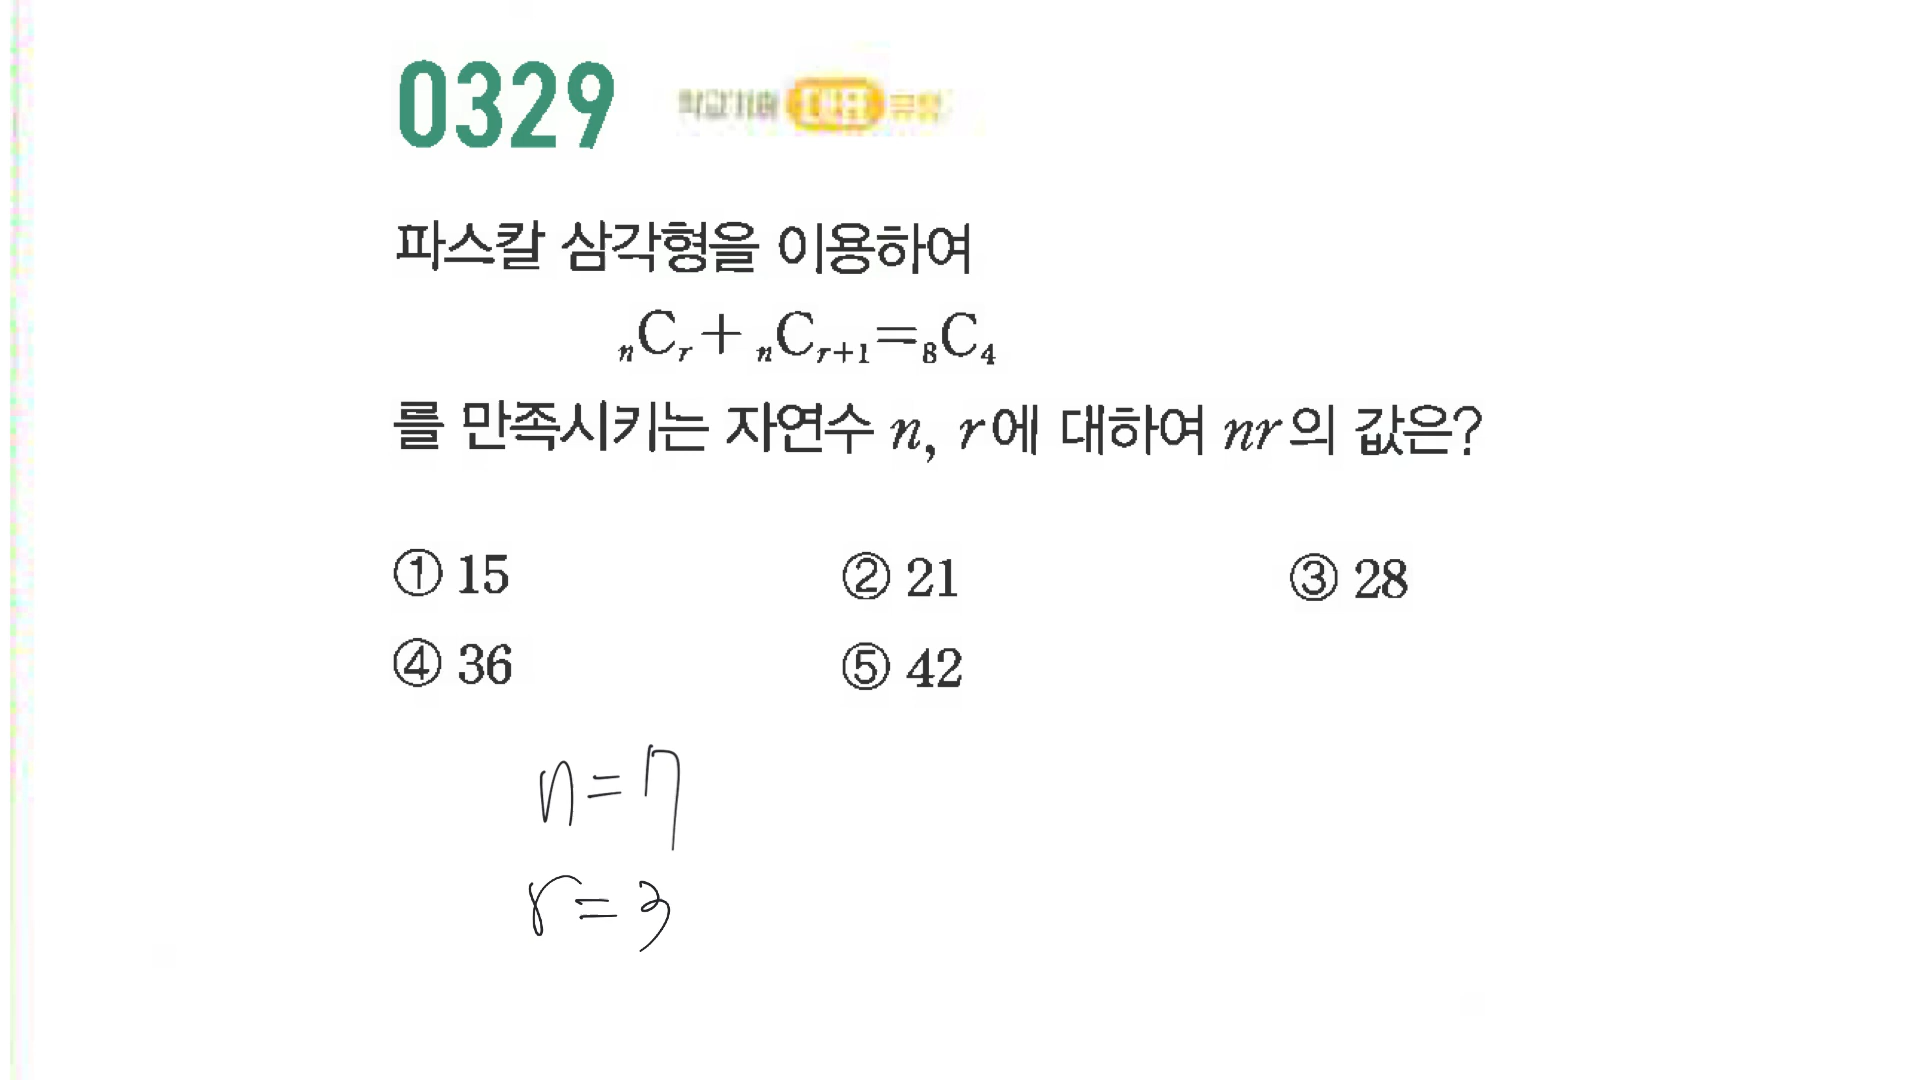 0329
파스칼 삼각형을 이용하여
ₙCᵣ+ₙCᵣ₊₁=₈C₄
를 만족시키는 자연수 n, r에 대하여 nr의 값은?
① 15 ② 21 ③ 28
④ 36 ⑤ 42
n=7
r=3